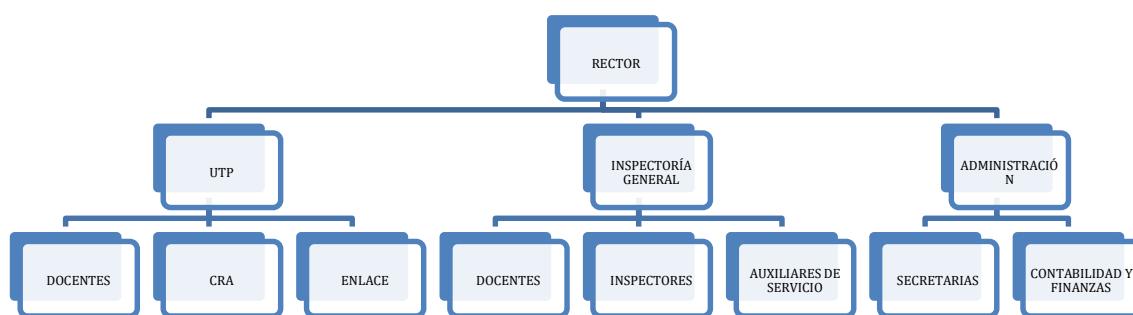 RECTOR
UTP
INSPECTORÍA
GENERAL
ADMINISTRACIÓ
N
DOCENTES
CRA
ENLACE
DOCENTES
INSPECTORES
AUXILIARES DE
SERVICIO
SECRETARIAS
CONTABILIDAD Y
FINANZAS